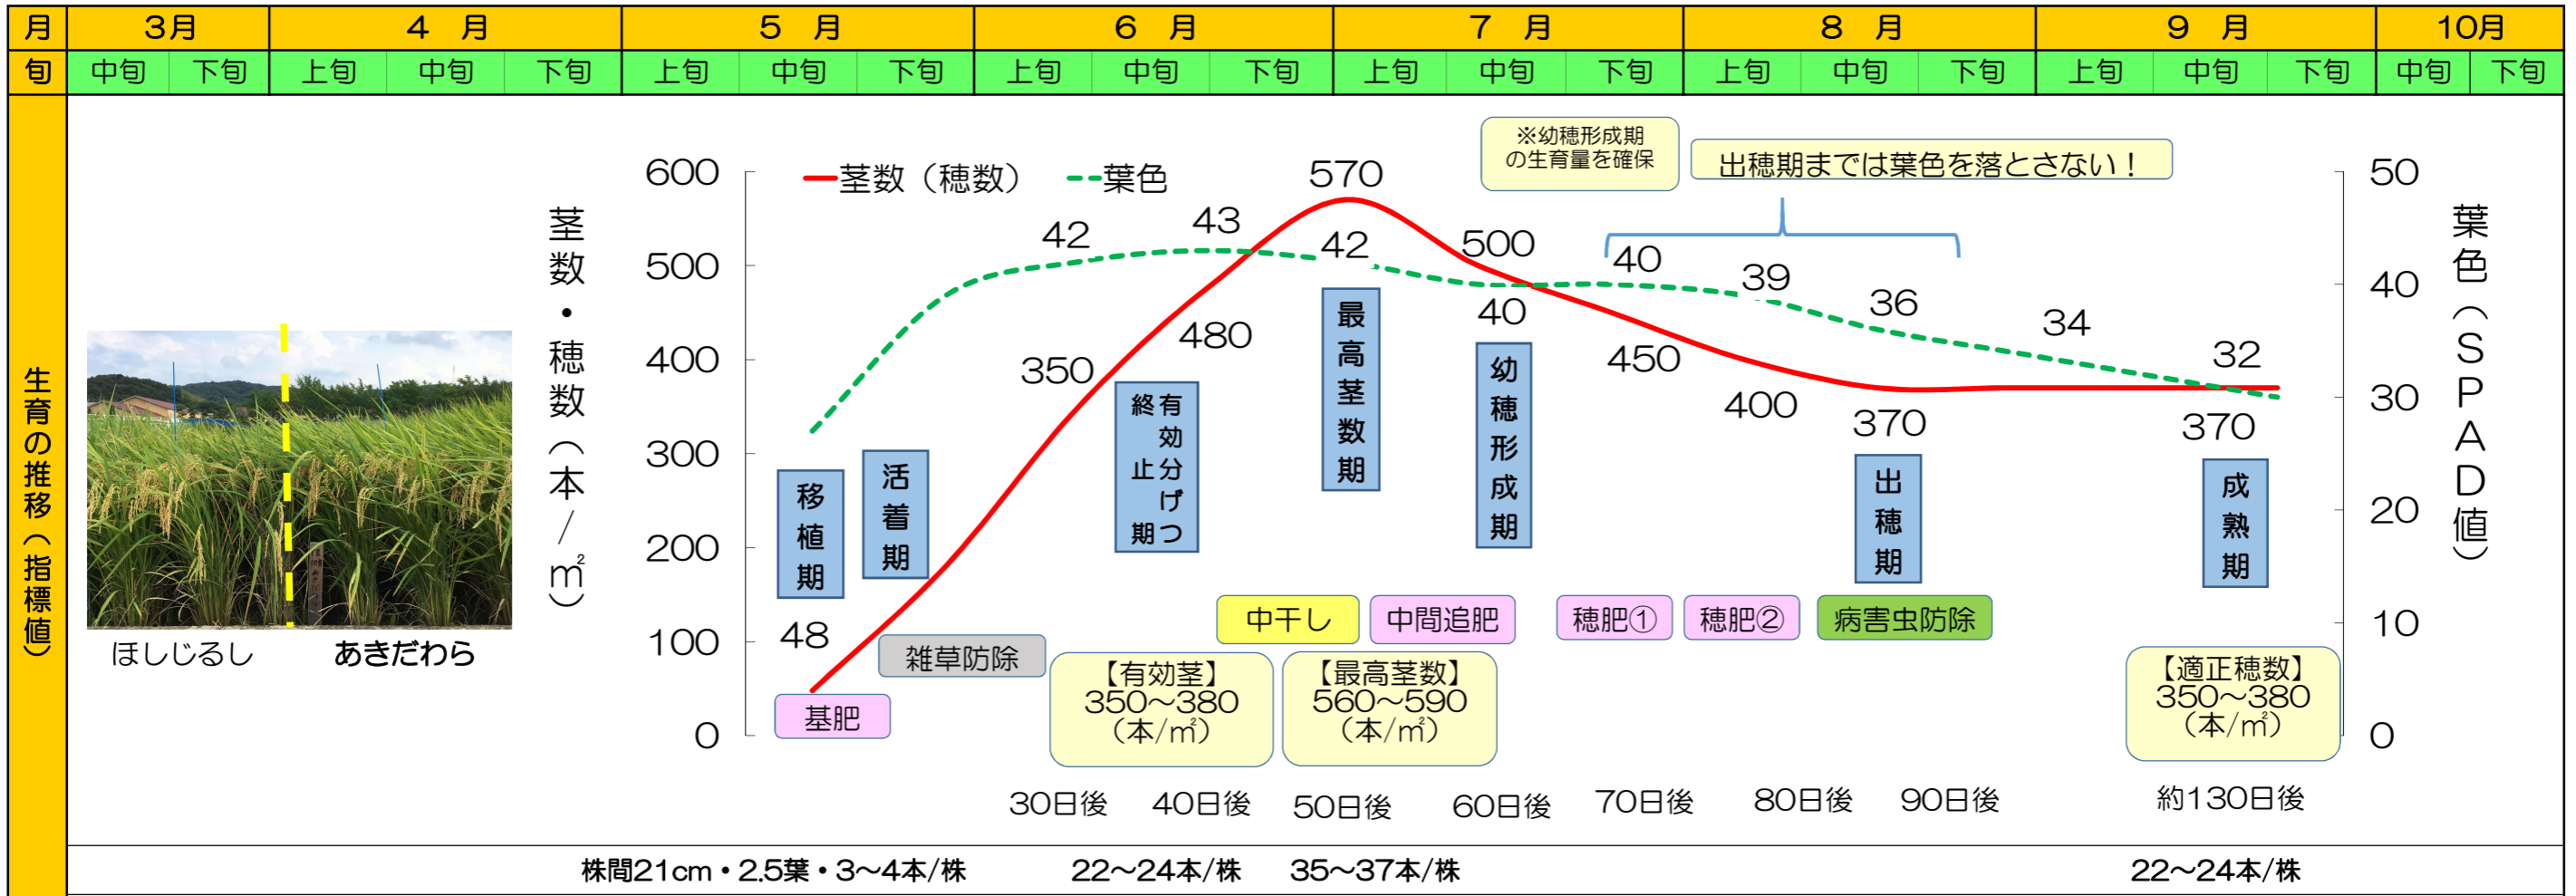 月 3月 4 月 5 月 6 月 7 月 8 月 9 月 10月
旬 中旬 下旬 上旬 中旬 下旬 上旬 中旬 下旬 上旬 中旬 下旬 上旬 中旬 下旬 上旬 中旬 下旬 上旬 中旬 下旬 中旬 下旬
生育の推移（指標値）
ほしじるし
あきだわら
茎数・穂数（本/㎡）
600
500
400
300
200
100
0
茎数（穂数）
葉色
※幼穂形成期
の生育量を確保
出穂期までは葉色を落とさない！
50
40
30
20
10
0
葉色（ＳＰＡＤ値）
42
43
42
40
40
39
36
34
32
48
350
480
570
500
450
400
370
370
移植期
活着期
有効分げつ
終止期
最高茎数期
幼穂形成期
出穂期
成熟期
基肥
雑草防除
中干し
中間追肥
穂肥①
穂肥②
病害虫防除
【有効茎】
350～380
（本/㎡）
【最高茎数】
560～590
（本/㎡）
【適正穂数】
350～380
（本/㎡）
30日後 40日後 50日後 60日後 70日後 80日後 90日後 約130日後
株間21cm・2.5葉・3～4本/株 22～24本/株 35～37本/株 22～24本/株